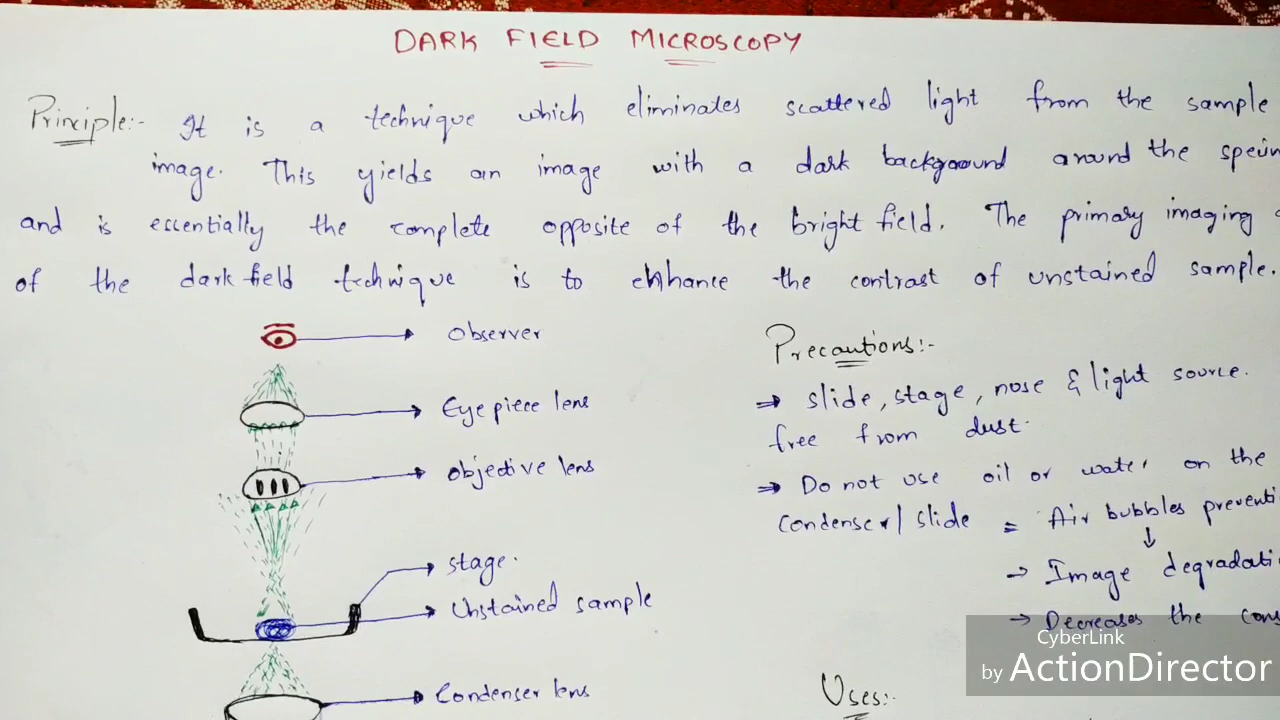 DARK FIELD MICROSCOPY
Principle:- It is a technique which eliminates scattered light from the sample
image. This yields an image with a dark background around the
and is essentially the complete opposite of the bright field. The primary imaging
of the dark field technique is to enhance the contrast of unstained sample.
Observer
Eye piece lens
Objective lens
stage.
Unstained sample
Condenser lens
Precautions:-
⇒ slide, stage, nose & light source.
free from dust.
⇒ Do not use oil or water on the
Condenser / slide = Air bubbles
↓
→ Image
→ Decreases the
Uses:-
CyberLink
by ActionDirector